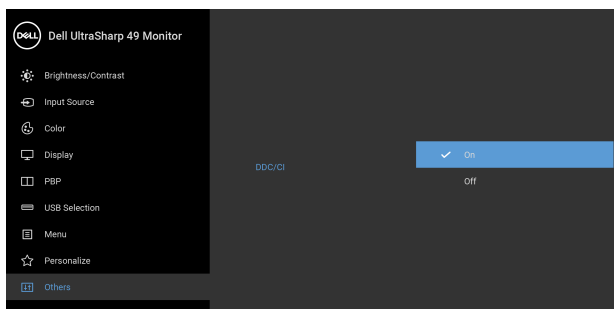 DELL
Dell UltraSharp 49 Monitor
Brightness/Contrast
Input Source
Color
Display
PBP
USB Selection
Menu
Personalize
Others
DDC/CI
On
Off